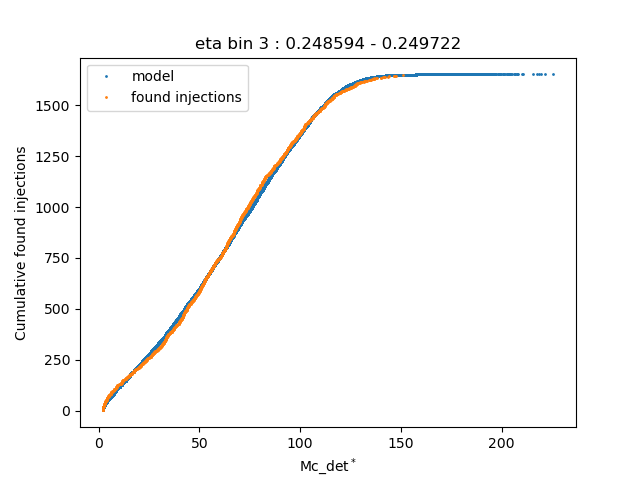 eta bin 3 : 0.248594 - 0.249722
model
found injections
Cumulative found injections
1500
1250
1000
750
500
250
0
0 50 100 150 200
Mc_det*